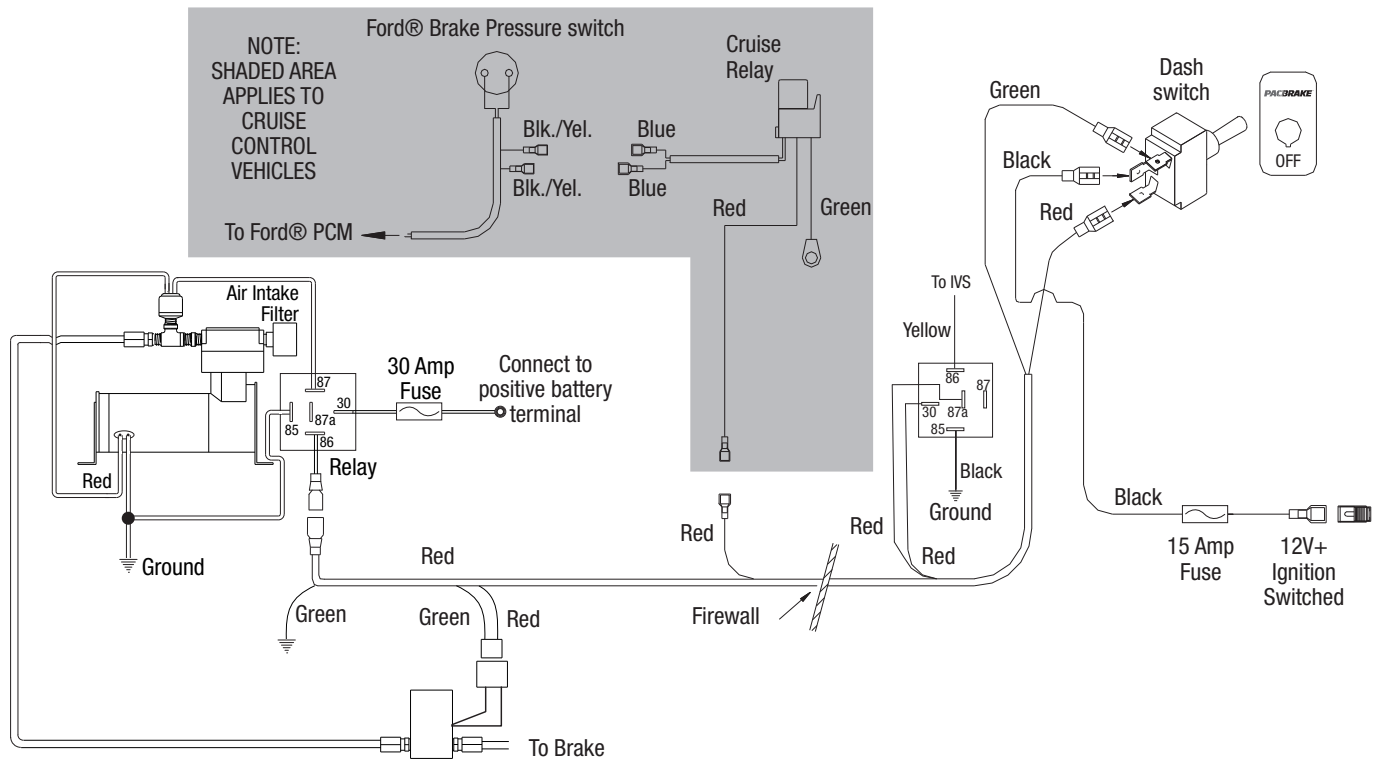 Ford® Brake Pressure switch
NOTE:
SHADED AREA
APPLIES TO
CRUISE
CONTROL
VEHICLES
Cruise
Relay
Blk./Yel.
Blue
Blk./Yel.
Blue
Red
Green
To Ford® PCM
Dash
switch
PACBRAKE
OFF
Green
Black
Red
Air Intake
Filter
87
30
85
87a
86
Relay
30 Amp
Fuse
Connect to
positive battery
terminal
Red
Ground
To IVS
Yellow
86
87
30
87a
85
Black
Ground
Red
Red
Red
Red
Firewall
Black
15 Amp
Fuse
12V+
Ignition
Switched
Green
Green
Red
To Brake